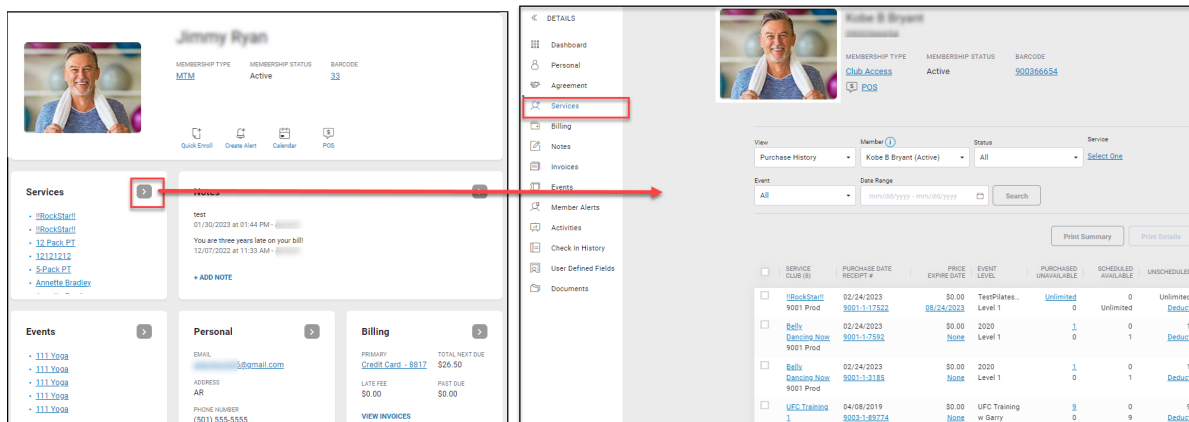 Jimmy Ryan
MEMBERSHIP TYPE MEMBERSHIP STATUS BARCODE
MTM Active 33
Quick Enroll Create Alert Calendar POS
Services
!!RockStar!!
!!RockStar!!
12 Pack PT
12121212
5-Pack PT
Annette Bradley
Notes
test
01/30/2023 at 01:44 PM -
You are three years late on your bill!
12/07/2022 at 11:33 AM -
+ ADD NOTE
Events
111 Yoga
111 Yoga
111 Yoga
111 Yoga
111 Yoga
Personal
EMAIL
5@gmail.com
ADDRESS
AR
PHONE NUMBER
(501) 555-5555
Billing
PRIMARY TOTAL NEXT DUE
Credit Card - 8817 $26.50
LATE FEE PAST DUE
$0.00 $0.00
VIEW INVOICES
DETAILS
Dashboard
Personal
Agreement
Services
Billing
Notes
Invoices
Events
Member Alerts
Activities
Check In History
User Defined Fields
Documents
Kobe B Bryant
MEMBERSHIP TYPE MEMBERSHIP STATUS BARCODE
Club Access Active 900366654
POS
View Member Status Service
Purchase History Kobe B Bryant (Active) All Select One
Event Date Range
All mm/dd/yyyy - mm/dd/yyyy Search
Print Summary Print Details
SERVICE PURCHASE DATE PRICE EVENT PURCHASED SCHEDULED UNSCHEDULED
CLUB (8) RECEIPT # EXPIRE DATE LEVEL UNAVAILABLE AVAILABLE
!!RockStar!! 02/24/2023 $0.00 TestPilates... Unlimited 0 Unlimited
9001 Prod 9001-1-17522 08/24/2023 Level 1 0 Unlimited Deduct
Belly 02/24/2023 $0.00 2020 1 0 1
Dancing Now 9001-1-7592 None Level 1 0 1 Deduct
9001 Prod
Belly 02/24/2023 $0.00 2020 1 0 1
Dancing Now 9001-1-3185 None Level 1 0 1 Deduct
9001 Prod
UFC Training 04/08/2019 $0.00 UFC Training 9 0 9
1 9003-1-89774 None w Garry 0 9 Deduct